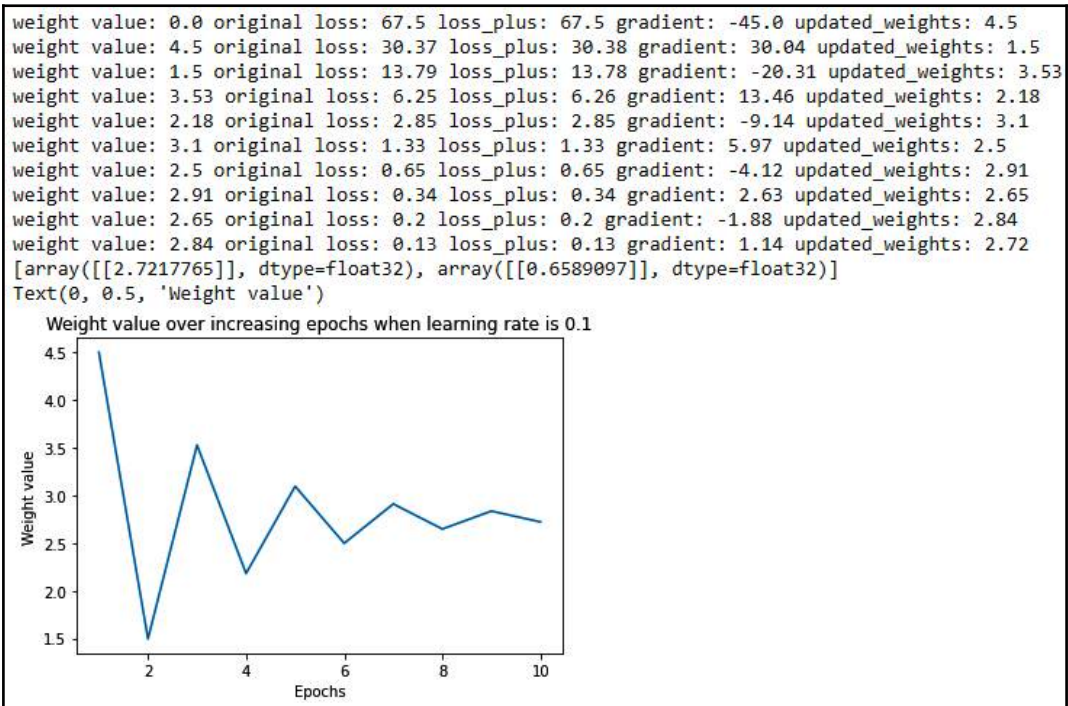 weight value: 0.0 original loss: 67.5 loss_plus: 67.5 gradient: -45.0 updated_weights: 4.5
weight value: 4.5 original loss: 30.37 loss_plus: 30.38 gradient: 30.04 updated_weights: 1.5
weight value: 1.5 original loss: 13.79 loss_plus: 13.78 gradient: -20.31 updated_weights: 3.53
weight value: 3.53 original loss: 6.25 loss_plus: 6.26 gradient: 13.46 updated_weights: 2.18
weight value: 2.18 original loss: 2.85 loss_plus: 2.85 gradient: -9.14 updated_weights: 3.1
weight value: 3.1 original loss: 1.33 loss_plus: 1.33 gradient: 5.97 updated_weights: 2.5
weight value: 2.5 original loss: 0.65 loss_plus: 0.65 gradient: -4.12 updated_weights: 2.91
weight value: 2.91 original loss: 0.34 loss_plus: 0.34 gradient: 2.63 updated_weights: 2.65
weight value: 2.65 original loss: 0.2 loss_plus: 0.2 gradient: -1.88 updated_weights: 2.84
weight value: 2.84 original loss: 0.13 loss_plus: 0.13 gradient: 1.14 updated_weights: 2.72
[array([[2.7217765]], dtype=float32), array([[0.6589097]], dtype=float32)]
Text(0, 0.5, 'Weight value')
Weight value over increasing epochs when learning rate is 0.1
4.5
4.0
3.5
3.0
2.5
2.0
1.5
Weight value
2 4 6 8 10
Epochs